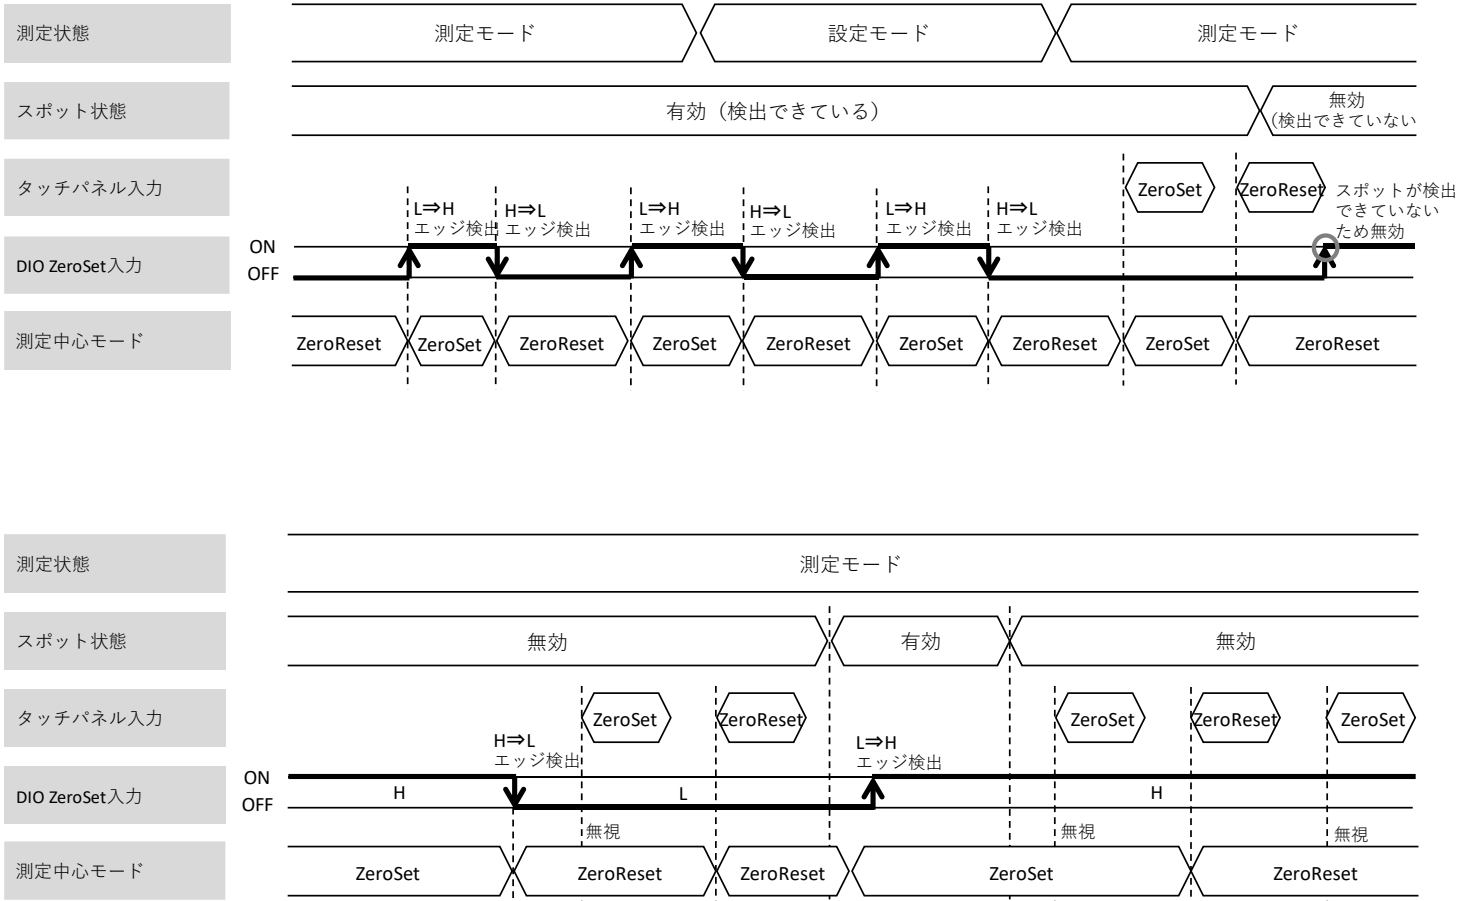 測定状態
測定モード
設定モード
測定モード
スポット状態
有効（検出できている）
無効
（検出できていない
タッチパネル入力
ZeroSet
ZeroReset
スポットが検出
できていない
ため無効
L⇒H
エッジ検出
H⇒L
エッジ検出
L⇒H
エッジ検出
H⇒L
エッジ検出
L⇒H
エッジ検出
H⇒L
エッジ検出
DIO ZeroSet入力
ON
OFF
測定中心モード
ZeroReset
ZeroSet
ZeroReset
ZeroSet
ZeroReset
ZeroSet
ZeroReset
ZeroSet
ZeroReset
測定状態
測定モード
スポット状態
無効
有効
無効
タッチパネル入力
ZeroSet
ZeroReset
ZeroSet
ZeroReset
ZeroSet
H⇒L
エッジ検出
L⇒H
エッジ検出
DIO ZeroSet入力
ON
OFF
H
L
H
無視
無視
無視
測定中心モード
ZeroSet
ZeroReset
ZeroReset
ZeroSet
ZeroReset